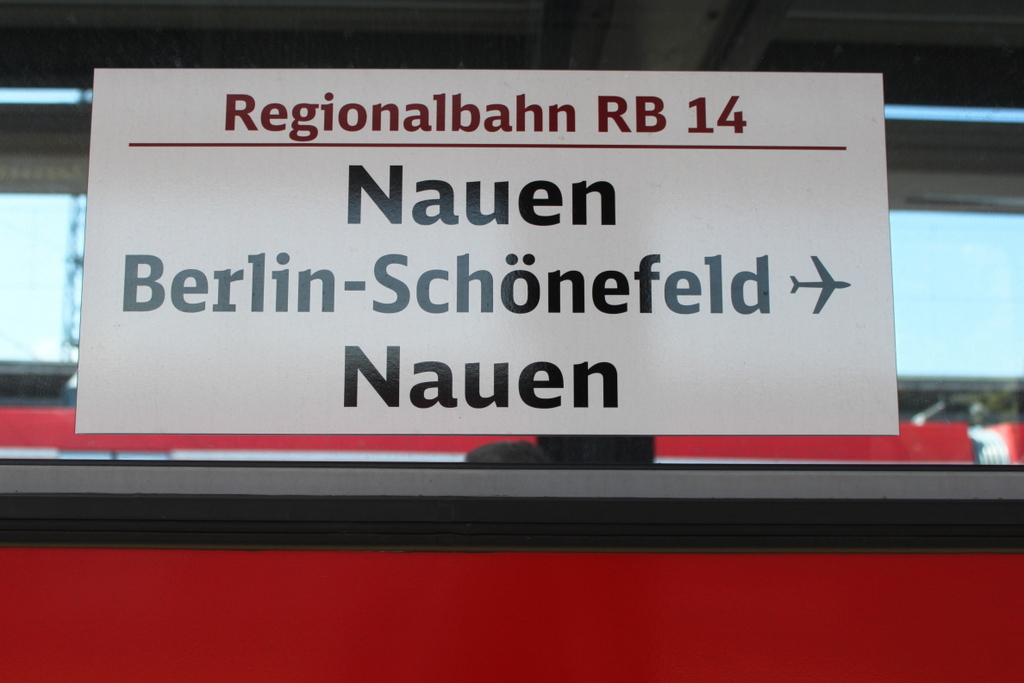 Regionalbahn RB 14
Nauen
Berlin-Schönefeld
Nauen